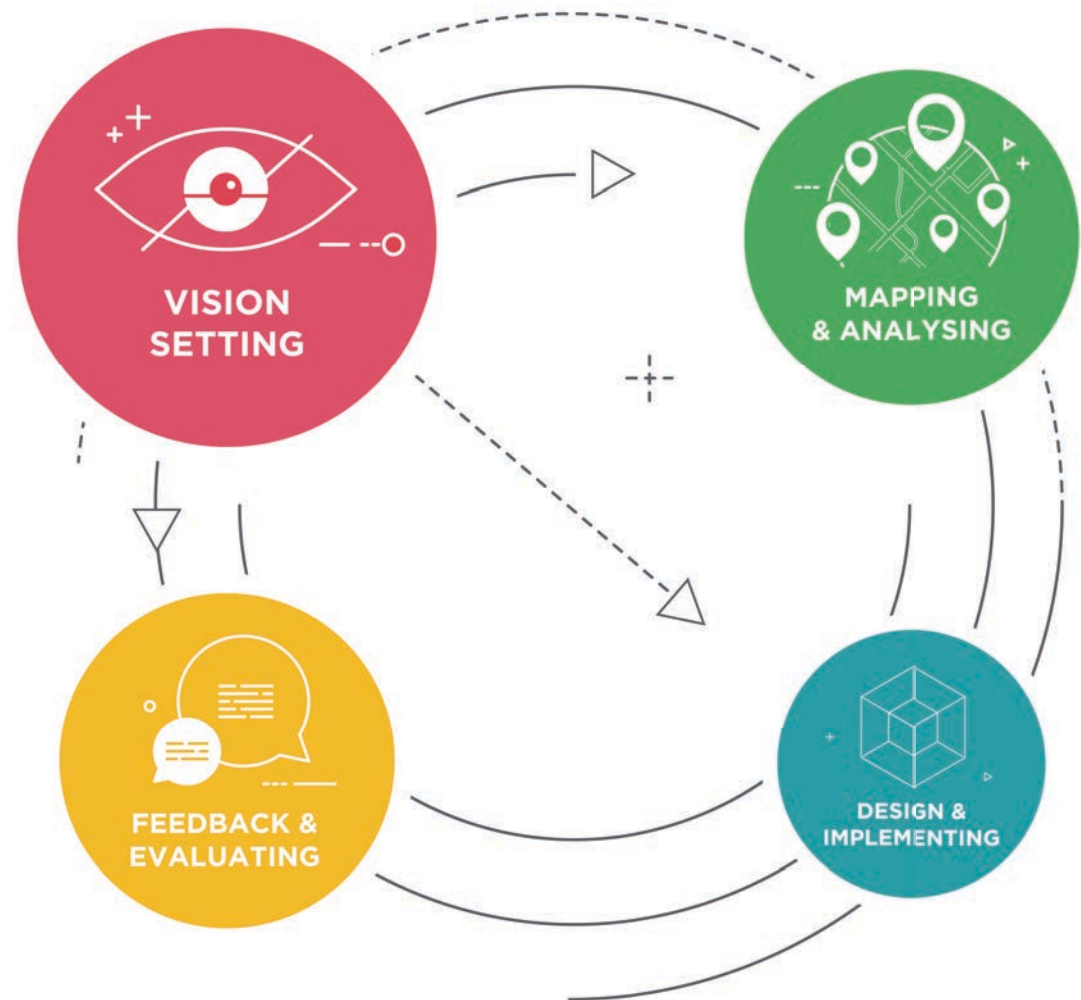 VISION
SETTING
MAPPING
& ANALYSING
FEEDBACK &
EVALUATING
DESIGN &
IMPLEMENTING